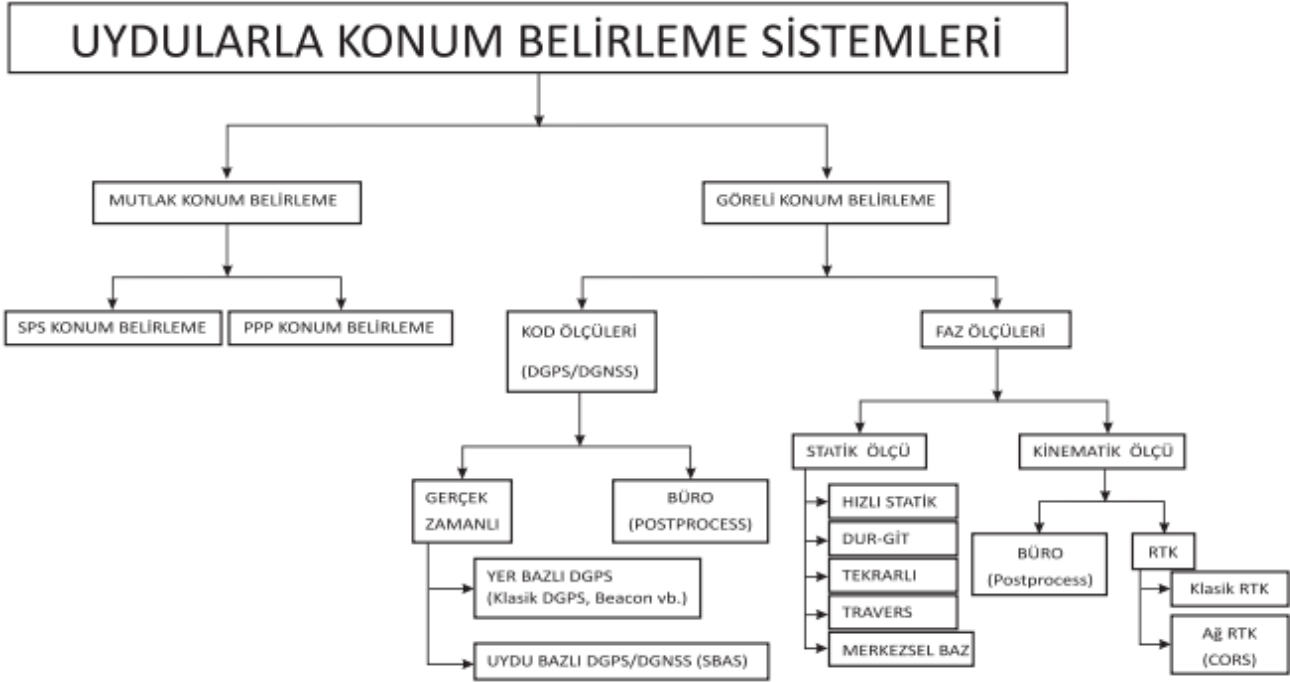 UYDULARLA KONUM BELİRLEME SİSTEMLERİ
MUTLAK KONUM BELİRLEME
GÖRELİ KONUM BELİRLEME
SPS KONUM BELİRLEME
PPP KONUM BELİRLEME
KOD ÖLÇÜLERİ
(DGPS/DGNSS)
FAZ ÖLÇÜLERİ
STATİK ÖLÇÜ
KİNEMATİK ÖLÇÜ
GERÇEK
ZAMANLI
BÜRO
(POSTPROCESS)
YER BAZLI DGPS
(Klasik DGPS, Beacon vb.)
UYDU BAZLI DGPS/DGNSS (SBAS)
HIZLI STATİK
DUR-GİT
TEKRARLI
TRAVERS
MERKEZSEL BAZ
BÜRO
(Postprocess)
RTK
Klasik RTK
Ağ RTK
(CORS)